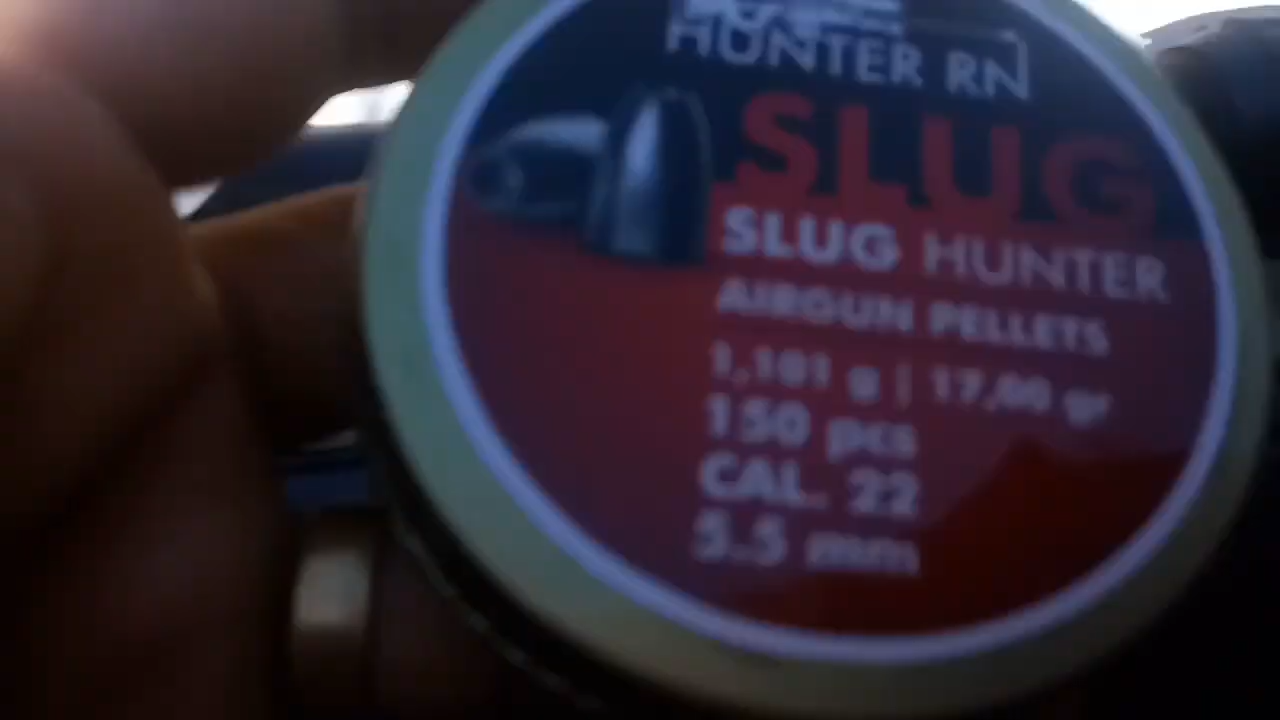 HUNTER RN
SLUG
SLUG HUNTER
AIRGUN PELLETS
1,101 g | 17,00 gr
150 pcs
CAL. 22
5.5 mm